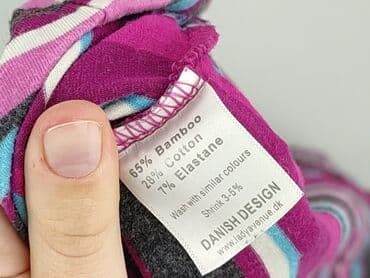 65% Bamboo
28% Cotton
7% Elastane
Wash with similar colours
Shrink 3-5%
DANISH DESIGN
www.ladyavenue.dk